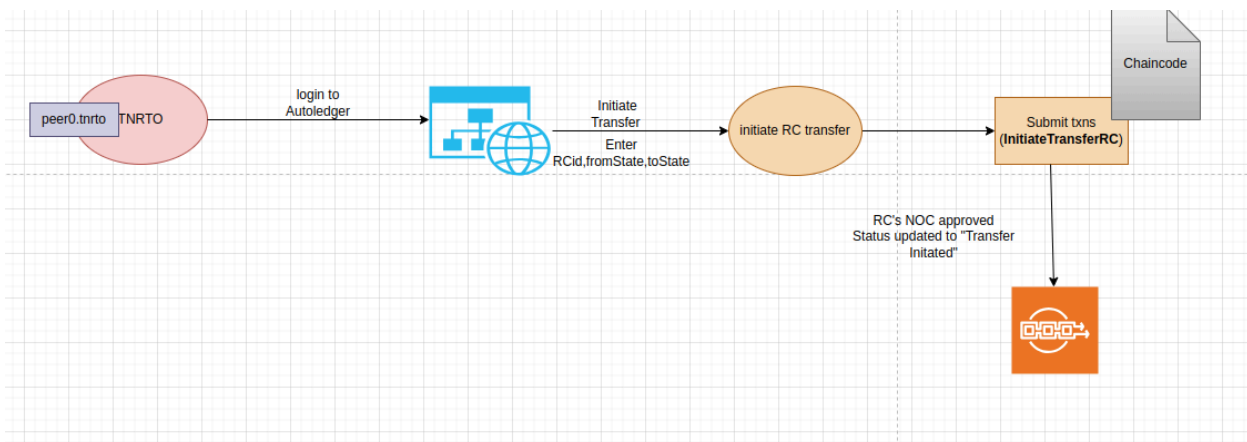 peer0.tnrto
TNRTO
login to
Autoledger
Initiate
Transfer
Enter
RCid,fromState,toState
initiate RC transfer
Submit txns
(InitiateTransferRC)
Chaincode
RC's NOC approved
Status updated to "Transfer
Initated"